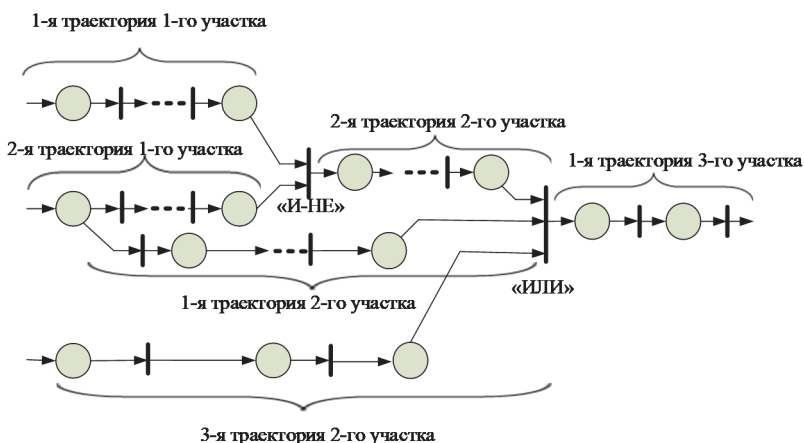 1-я траектория 1-го участка
2-я траектория 2-го участка
2-я траектория 1-го участка
1-я траектория 3-го участка
«И-НЕ»
1-я траектория 2-го участка
«ИЛИ»
3-я траектория 2-го участка